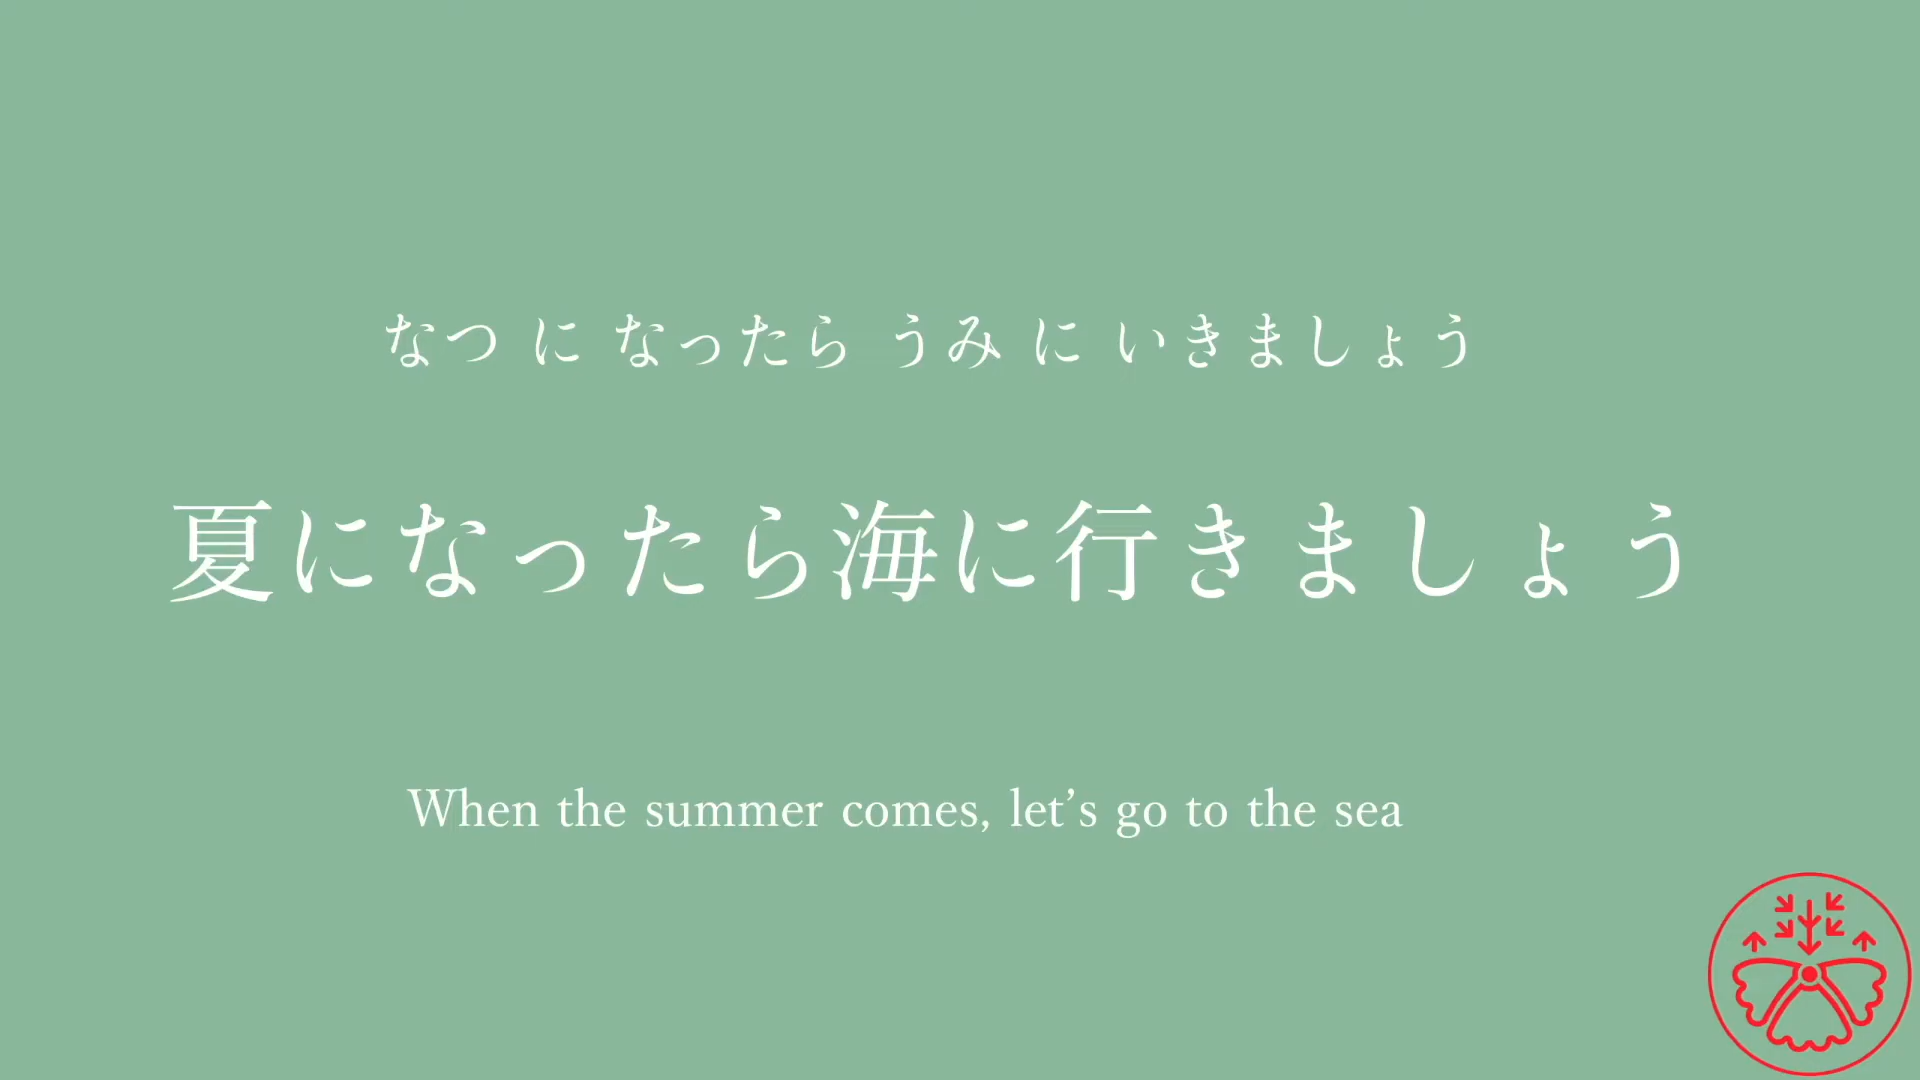 なつ に なったら うみ に いきましょう
夏になったら海に行きましょう
When the summer comes, let’s go to the sea